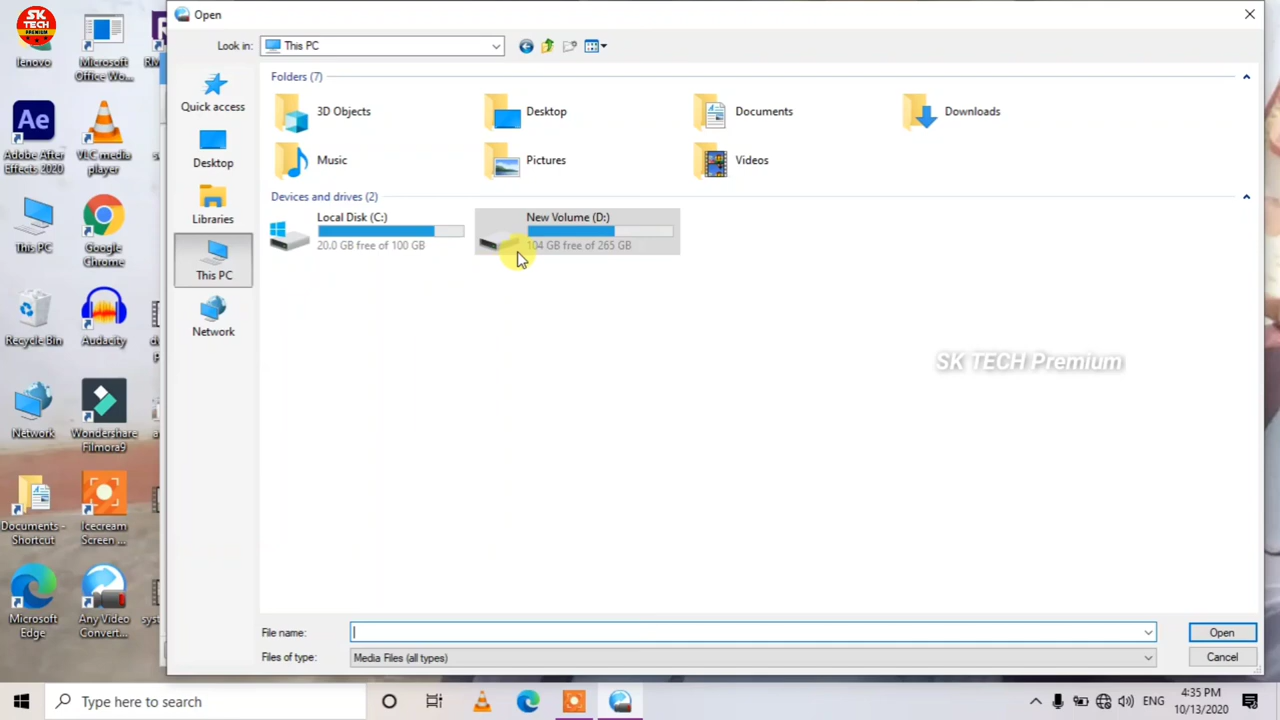 SK
TECH
PREMIUM
Open
Look in:
This PC
lenovo
Microsoft
Office Wo...
Folders (7)
3D Objects
Desktop
Documents
Downloads
Quick access
Music
Pictures
Videos
Ae
Adobe After
Effects 2020
VLC media
player
Desktop
Devices and drives (2)
Libraries
Local Disk (C:)
20.0 GB free of 100 GB
New Volume (D:)
104 GB free of 265 GB
This PC
Google
Chrome
This PC
Network
Recycle Bin
Audacity
SK TECH Premium
Network
Wondershare
Filmora9
Documents -
Shortcut
Icecream
Screen ...
Microsoft
Edge
Any Video
Convert...
File name:
Open
Files of type:
Media Files (all types)
Cancel
Type here to search
ENG
4:35 PM
10/13/2020